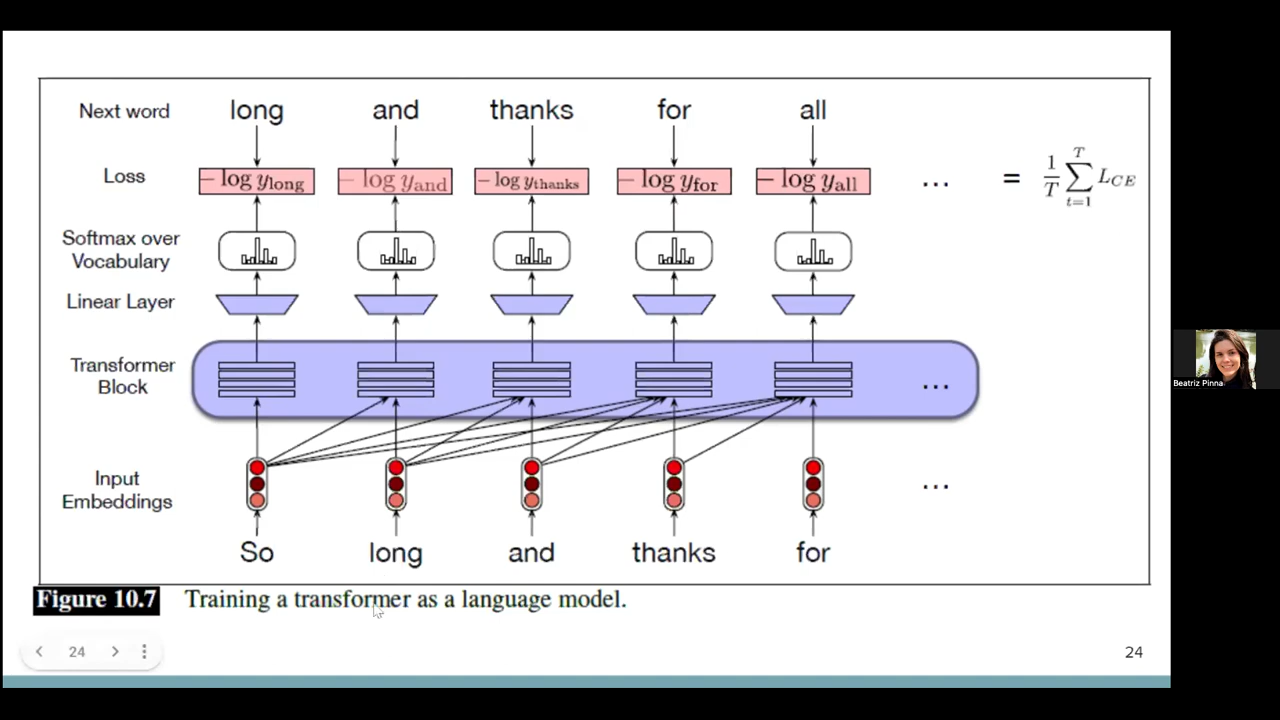 Next word long and thanks for all
Loss − log y_long − log y_and − log y_thanks − log y_for − log y_all ... = 1/T ∑_{t=1}^{T} L_{CE}
Softmax over
Vocabulary
Linear Layer
Transformer
Block ...
Input
Embeddings ...
So long and thanks for
Figure 10.7 Training a transformer as a language model.
24
24
Beatriz Pinna